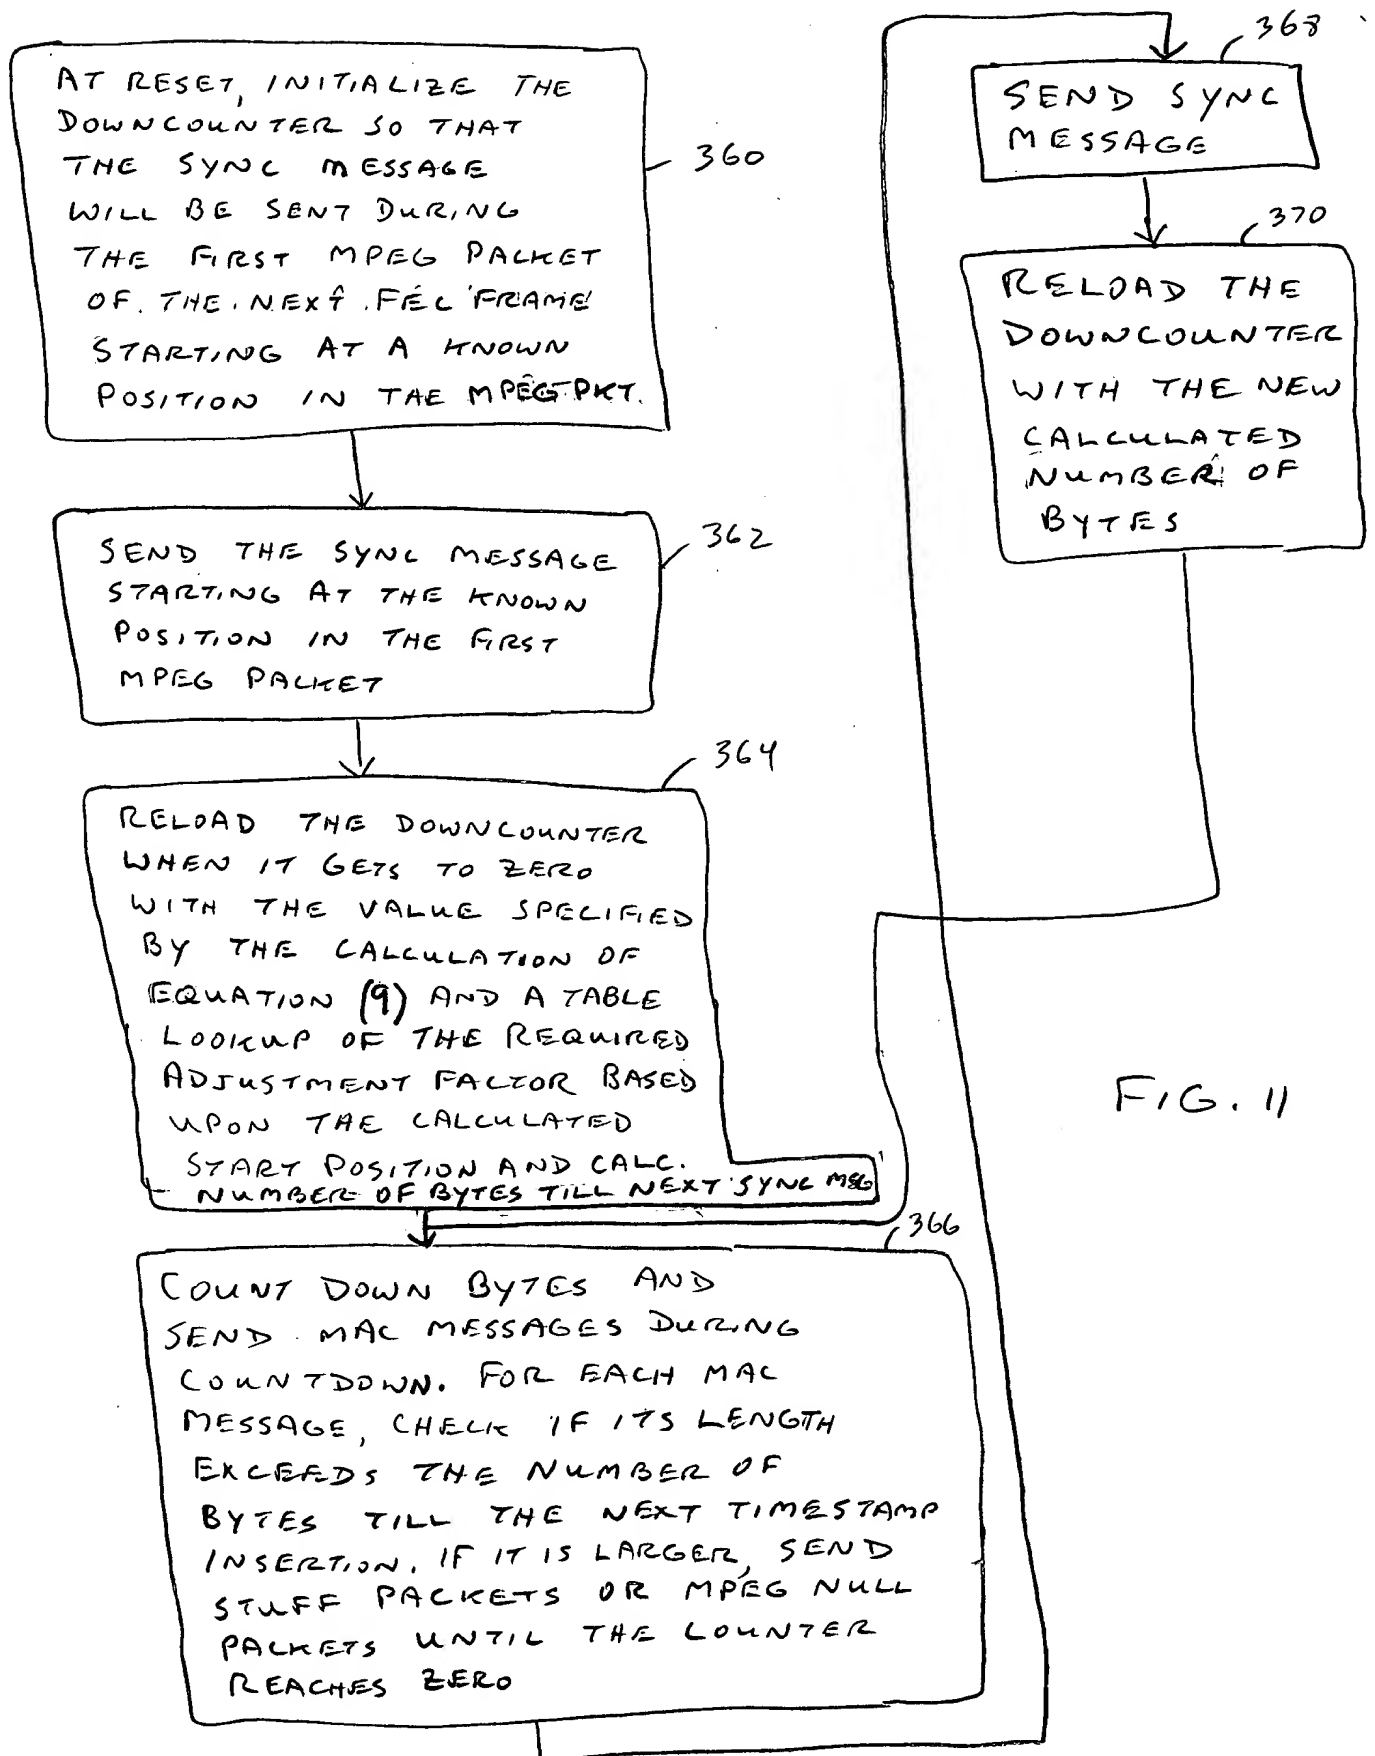 AT RESET, INITIALIZE THE
DOWNCOUNTER SO THAT
THE SYNC MESSAGE
WILL BE SENT DURING
THE FIRST MPEG PACKET
OF THE NEXT FEC FRAME
STARTING AT A KNOWN
POSITION IN THE MPEG PKT.
360
SEND THE SYNC MESSAGE
STARTING AT THE KNOWN
POSITION IN THE FIRST
MPEG PACKET
362
364
RELOAD THE DOWNCOUNTER
WHEN IT GETS TO ZERO
WITH THE VALUE SPECIFIED
BY THE CALCULATION OF
EQUATION (9) AND A TABLE
LOOKUP OF THE REQUIRED
ADJUSTMENT FACTOR BASED
UPON THE CALCULATED
START POSITION AND CALC.
NUMBER OF BYTES TILL NEXT SYNC MSG
366
COUNT DOWN BYTES AND
SEND MAC MESSAGES DURING
COUNTDOWN. FOR EACH MAC
MESSAGE, CHECK IF ITS LENGTH
EXCEEDS THE NUMBER OF
BYTES TILL THE NEXT TIMESTAMP
INSERTION. IF IT IS LARGER, SEND
STUFF PACKETS OR MPEG NULL
PACKETS UNTIL THE COUNTER
REACHES ZERO
368
SEND SYNC
MESSAGE
370
RELOAD THE
DOWNCOUNTER
WITH THE NEW
CALCULATED
NUMBER OF
BYTES
FIG. 11